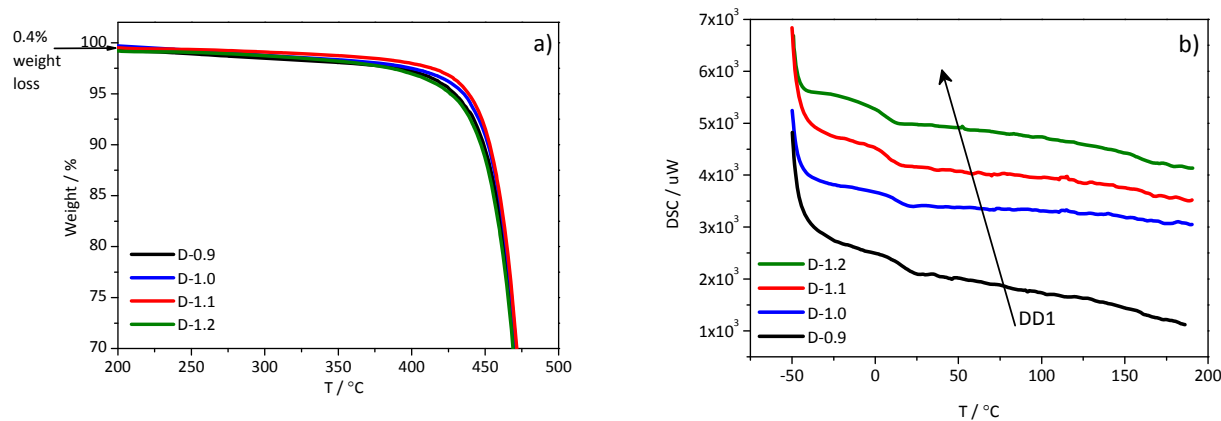 0.4%
weight
loss
a)
100
95
90
85
80
75
70
Weight / %
D-0.9
D-1.0
D-1.1
D-1.2
200 250 300 350 400 450 500
T / °C
b)
7x10³
6x10³
5x10³
4x10³
3x10³
2x10³
1x10³
DSC / uW
D-1.2
D-1.1
D-1.0
D-0.9
DD1
-50 0 50 100 150 200
T / °C